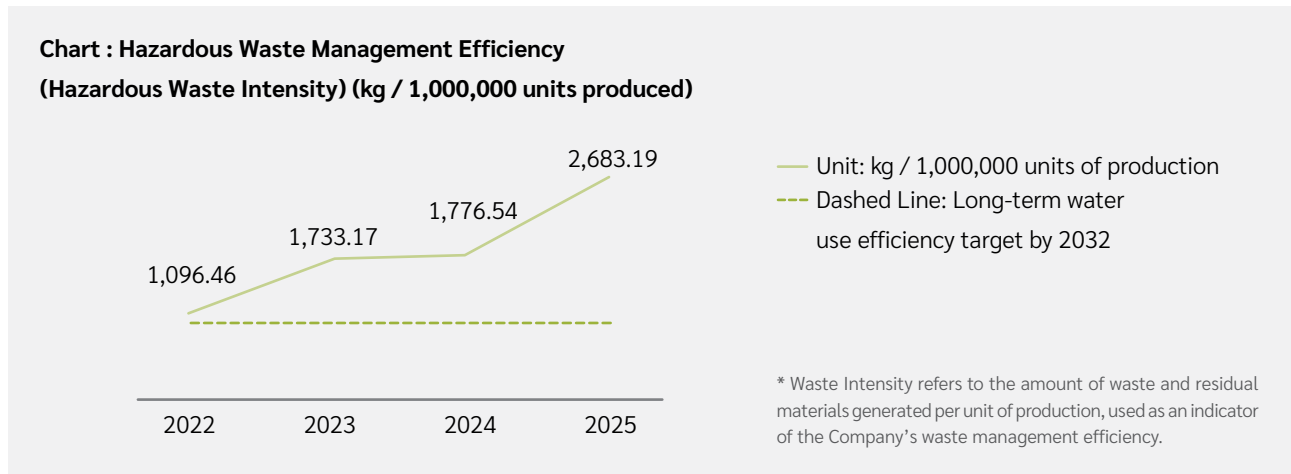 Chart : Hazardous Waste Management Efficiency
(Hazardous Waste Intensity) (kg / 1,000,000 units produced)
2,683.19
1,776.54
1,733.17
1,096.46
2022 2023 2024 2025
Unit: kg / 1,000,000 units of production
Dashed Line: Long-term water
use efficiency target by 2032
* Waste Intensity refers to the amount of waste and residual
materials generated per unit of production, used as an indicator
of the Company's waste management efficiency.